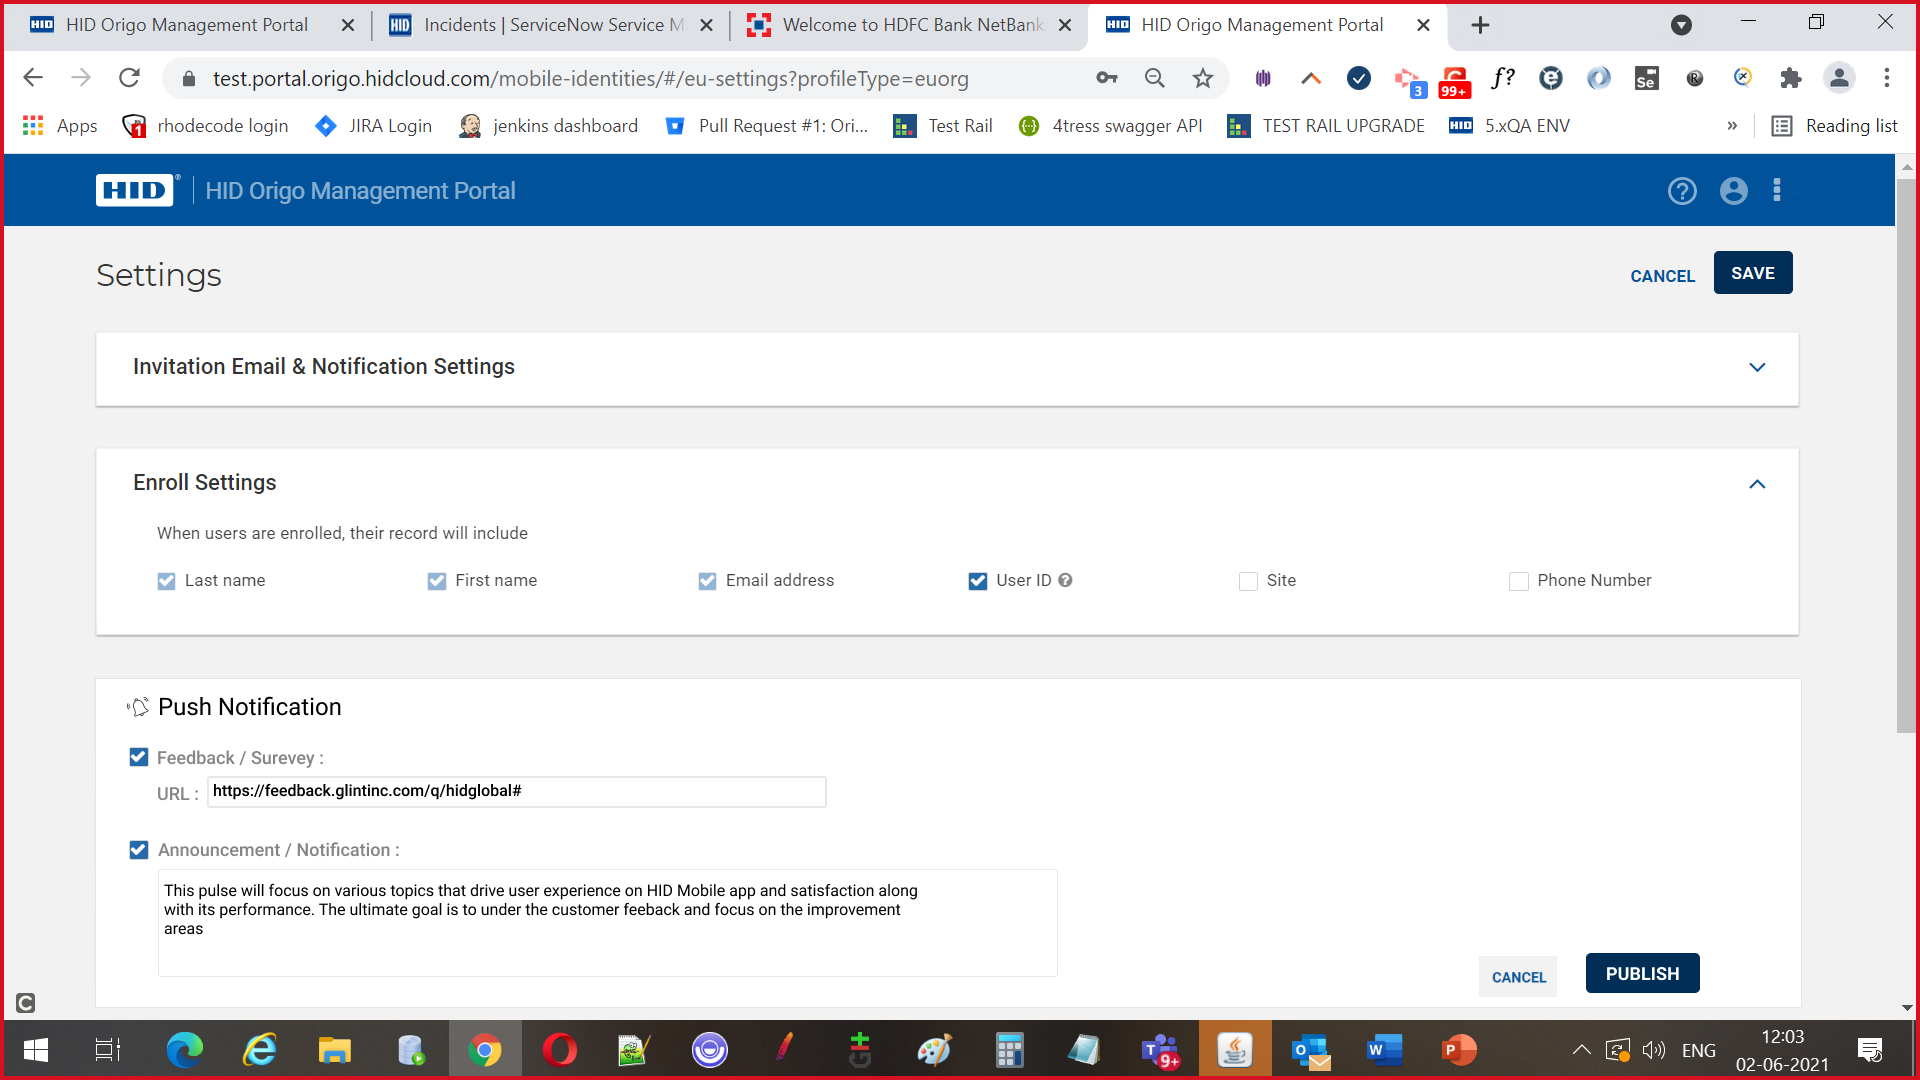 HID Origo Management Portal
Incidents | ServiceNow Service M
Welcome to HDFC Bank NetBank
HID Origo Management Portal
test.portal.origo.hidcloud.com/mobile-identities/#/eu-settings?profileType=euorg
3
99+
f?
Se
R
Apps
1
rhodecode login
JIRA Login
jenkins dashboard
Pull Request #1: Ori...
Test Rail
4tress swagger API
TEST RAIL UPGRADE
HID
5.xQA ENV
»
Reading list
HID
HID Origo Management Portal
Settings
CANCEL
SAVE
Invitation Email & Notification Settings
Enroll Settings
When users are enrolled, their record will include
Last name
First name
Email address
User ID
Site
Phone Number
Push Notification
Feedback / Surevey :
URL :
https://feedback.glintinc.com/q/hidglobal#
Announcement / Notification :
This pulse will focus on various topics that drive user experience on HID Mobile app and satisfaction along
with its performance. The ultimate goal is to under the customer feeback and focus on the improvement
areas
CANCEL
PUBLISH
9+
ENG
12:03
02-06-2021